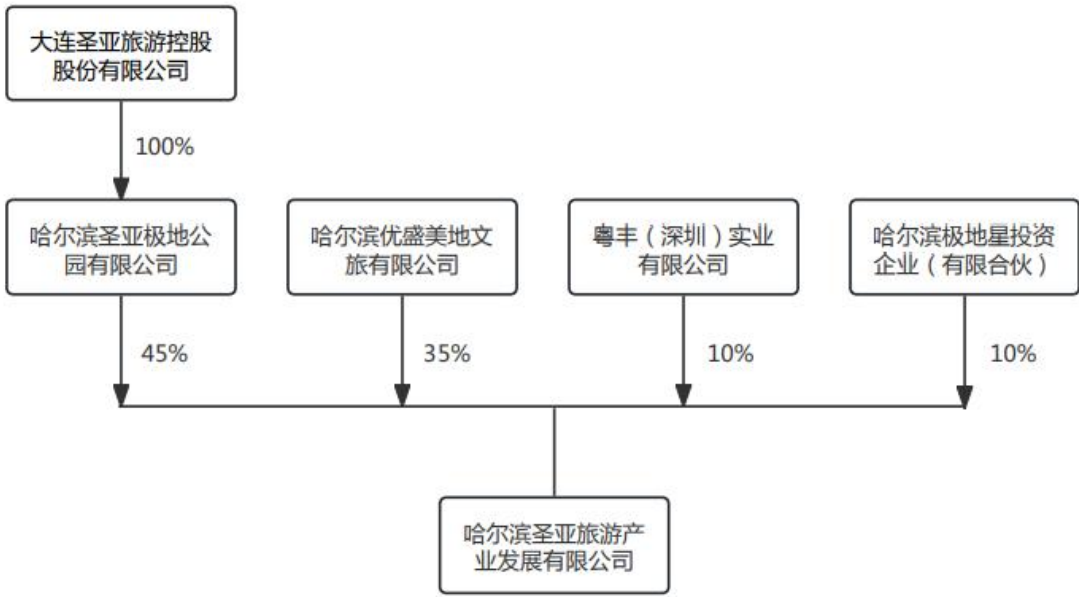 大连圣亚旅游控股
股份有限公司
100%
哈尔滨圣亚极地公
园有限公司
哈尔滨优盛美地文
旅有限公司
粤丰（深圳）实业
有限公司
哈尔滨极地星投资
企业（有限合伙）
45%
35%
10%
10%
哈尔滨圣亚旅游产
业发展有限公司